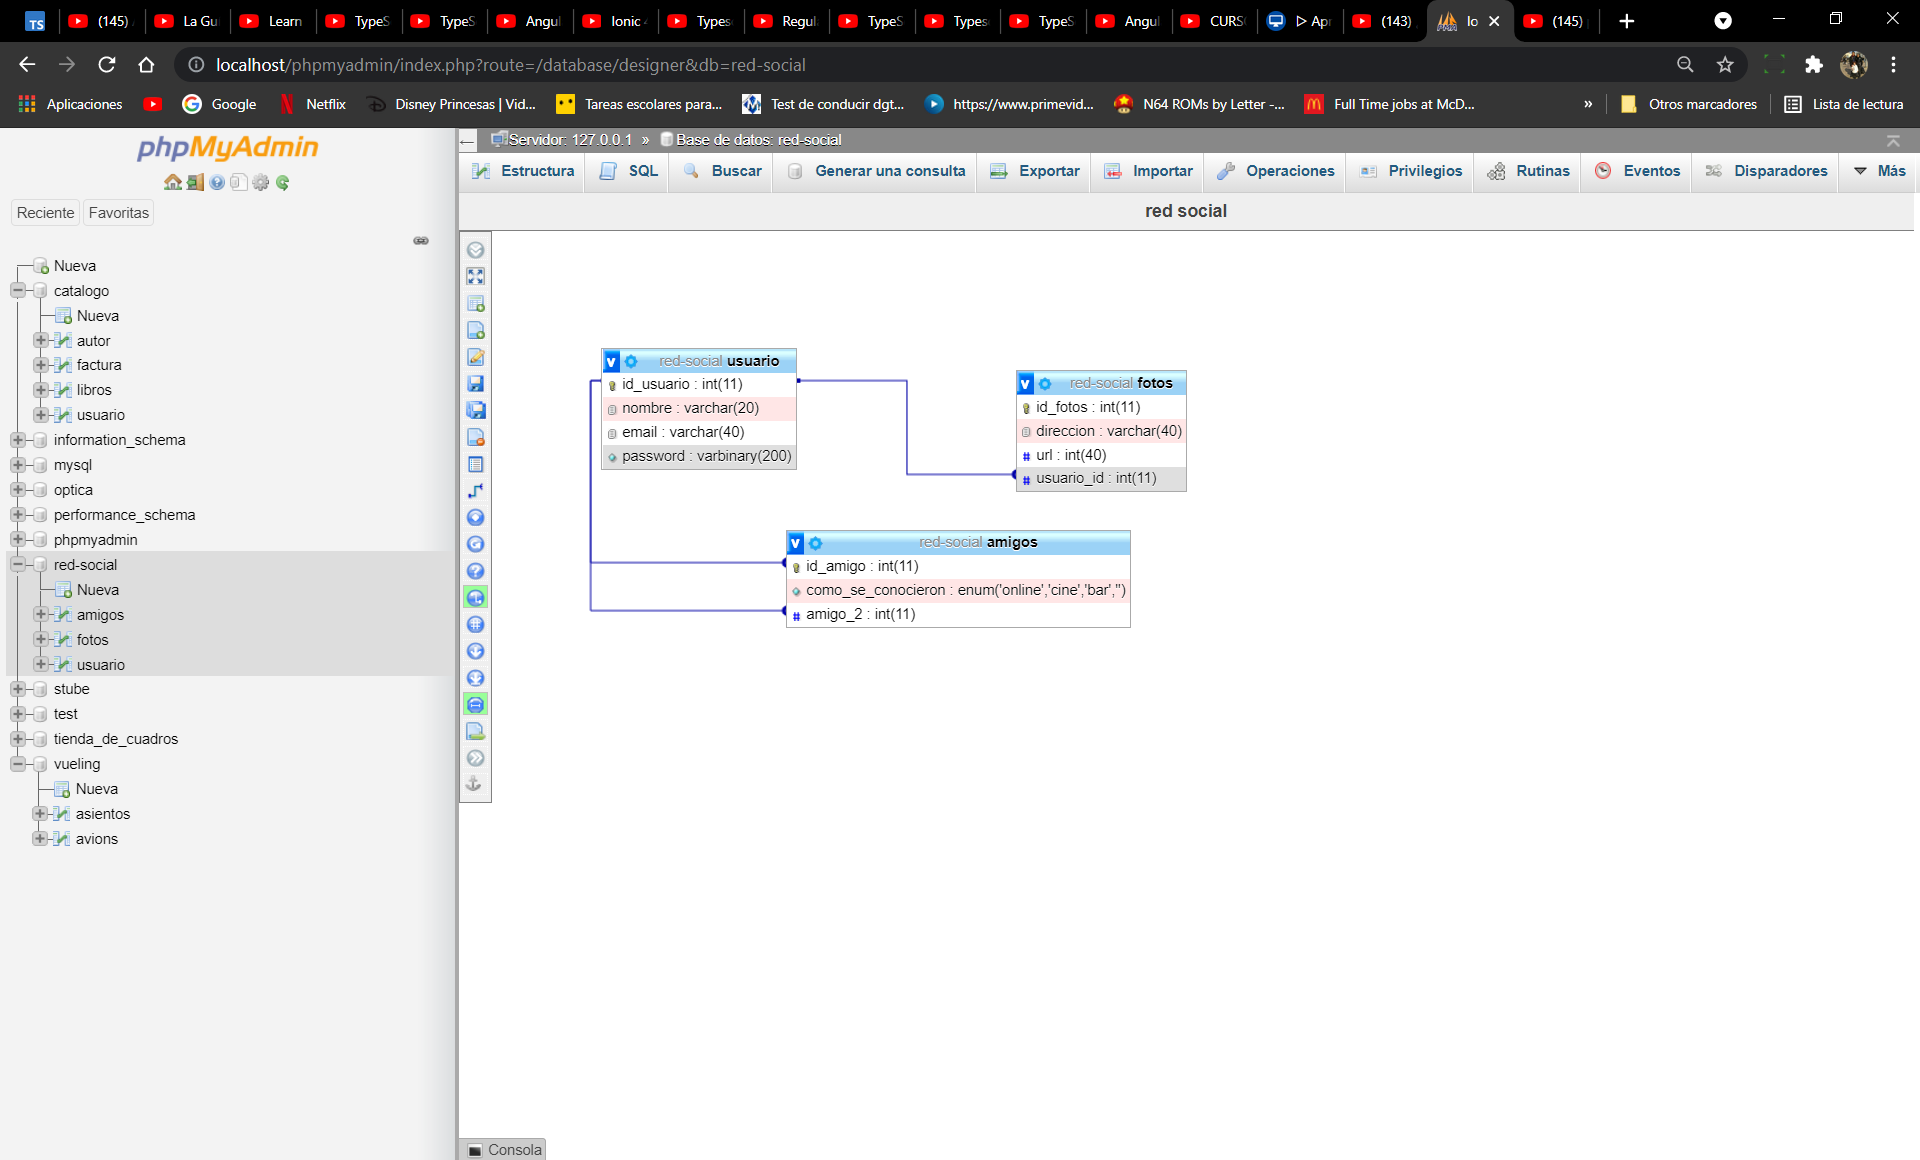 TS (145) La Gu Learn TypeS TypeS Angul Ionic Types Regul TypeS Types TypeS Angul CURS Apr (143) lo (145)
localhost/phpmyadmin/index.php?route=/database/designer&db=red-social
Aplicaciones Google Netflix Disney Princesas | Vid... Tareas escolares para... Test de conducir dgt... https://www.primevid... N64 ROMs by Letter -... Full Time jobs at McD... » Otros marcadores Lista de lectura
phpMyAdmin
Reciente Favoritas
Nueva
catalogo
Nueva
autor
factura
libros
usuario
information_schema
mysql
optica
performance_schema
phpmyadmin
red-social
Nueva
amigos
fotos
usuario
stube
test
tienda_de_cuadros
vueling
Nueva
asientos
avions
Servidor: 127.0.0.1 » Base de datos: red-social
Estructura SQL Buscar Generar una consulta Exportar Importar Operaciones Privilegios Rutinas Eventos Disparadores Más
red social
v red-social usuario
id_usuario : int(11)
nombre : varchar(20)
email : varchar(40)
password : varbinary(200)
v red-social fotos
id_fotos : int(11)
direccion : varchar(40)
# url : int(40)
# usuario_id : int(11)
v red-social amigos
id_amigo : int(11)
como_se_conocieron : enum('online','cine','bar','')
# amigo_2 : int(11)
Consola